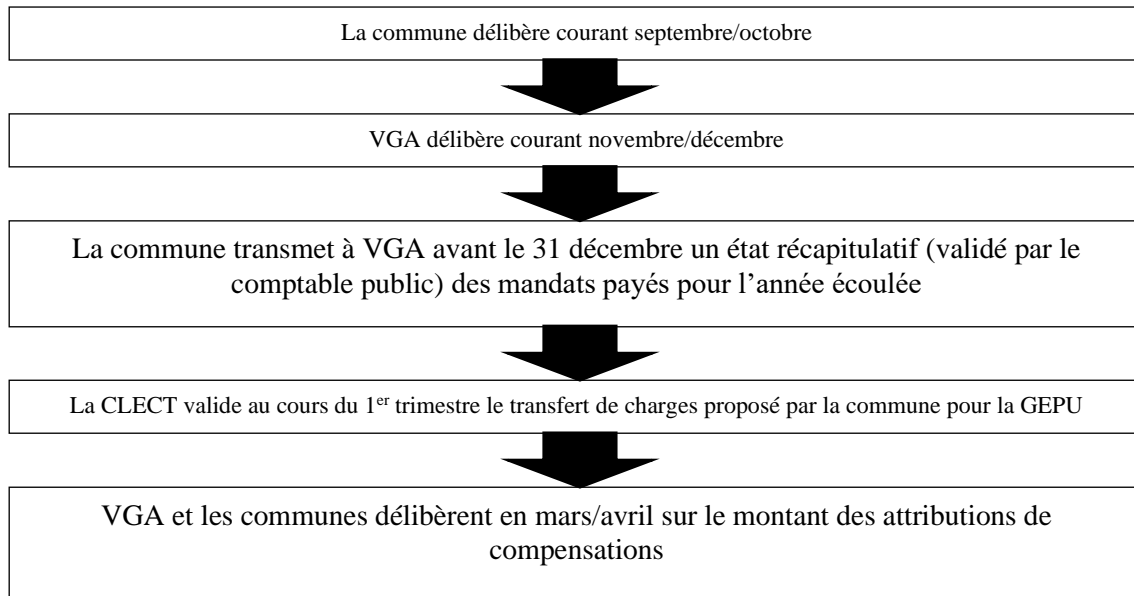 La commune délibère courant septembre/octobre
VGA délibère courant novembre/décembre
La commune transmet à VGA avant le 31 décembre un état récapitulatif (validé par le
comptable public) des mandats payés pour l’année écoulée
La CLECT valide au cours du 1er trimestre le transfert de charges proposé par la commune pour la GEPU
VGA et les communes délibèrent en mars/avril sur le montant des attributions de
compensations